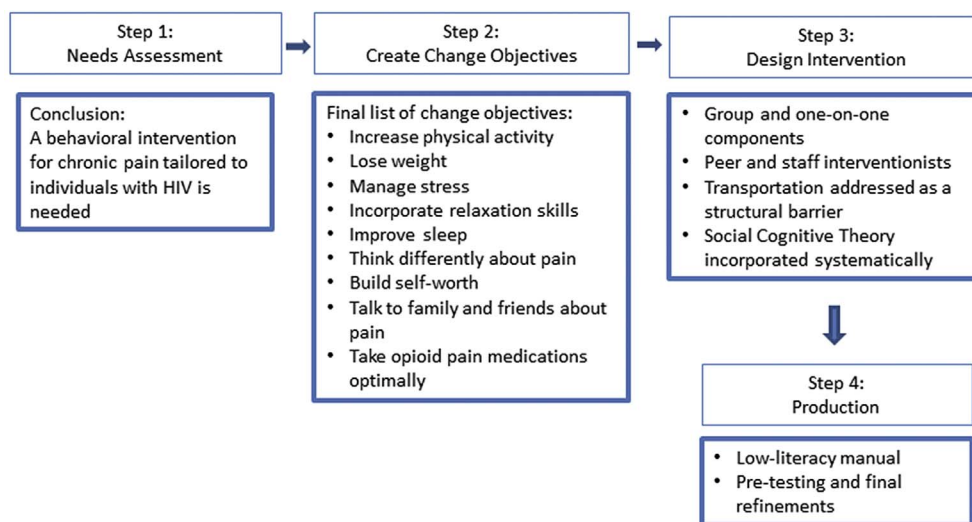 Step 1:
Needs Assessment
Conclusion:
A behavioral intervention
for chronic pain tailored to
individuals with HIV is
needed
Step 2:
Create Change Objectives
Final list of change objectives:
• Increase physical activity
• Lose weight
• Manage stress
• Incorporate relaxation skills
• Improve sleep
• Think differently about pain
• Build self-worth
• Talk to family and friends about
pain
• Take opioid pain medications
optimally
Step 3:
Design Intervention
• Group and one-on-one
components
• Peer and staff interventionists
• Transportation addressed as a
structural barrier
• Social Cognitive Theory
incorporated systematically
Step 4:
Production
• Low-literacy manual
• Pre-testing and final
refinements